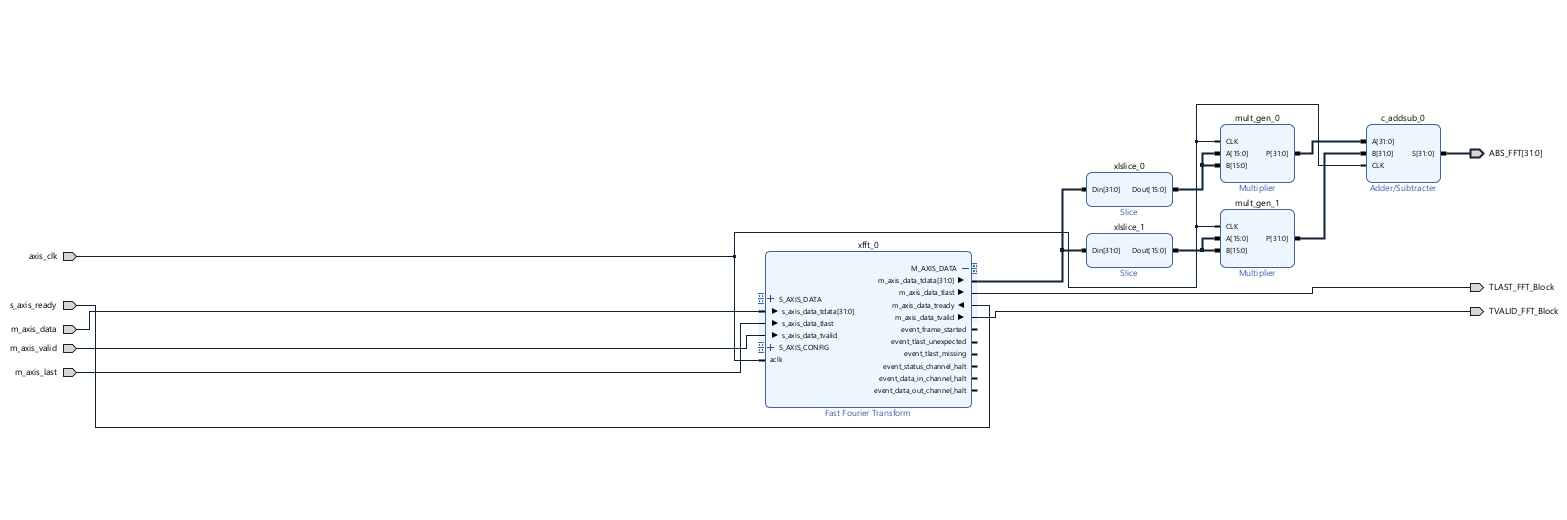 axis_clk
s_axis_ready
m_axis_data
m_axis_valid
m_axis_last
xfft_0
M_AXIS_DATA
m_axis_data_tdata[31:0]
m_axis_data_tlast
m_axis_data_tready
m_axis_data_tvalid
event_frame_started
event_tlast_unexpected
event_tlast_missing
event_status_channel_halt
event_data_in_channel_halt
event_data_out_channel_halt
S_AXIS_DATA
s_axis_data_tdata[31:0]
s_axis_data_tlast
s_axis_data_tvalid
S_AXIS_CONFIG
aclk
Fast Fourier Transform
xlslice_0
Din[31:0] Dout[15:0]
Slice
xlslice_1
Din[31:0] Dout[15:0]
Slice
mult_gen_0
CLK
A[15:0] P[31:0]
B[15:0]
Multiplier
mult_gen_1
CLK
A[15:0] P[31:0]
B[15:0]
Multiplier
c_addsub_0
A[31:0]
B[31:0] S[31:0]
CLK
Adder/Subtracter
ABS_FFT[31:0]
TLAST_FFT_Block
TVALID_FFT_Block